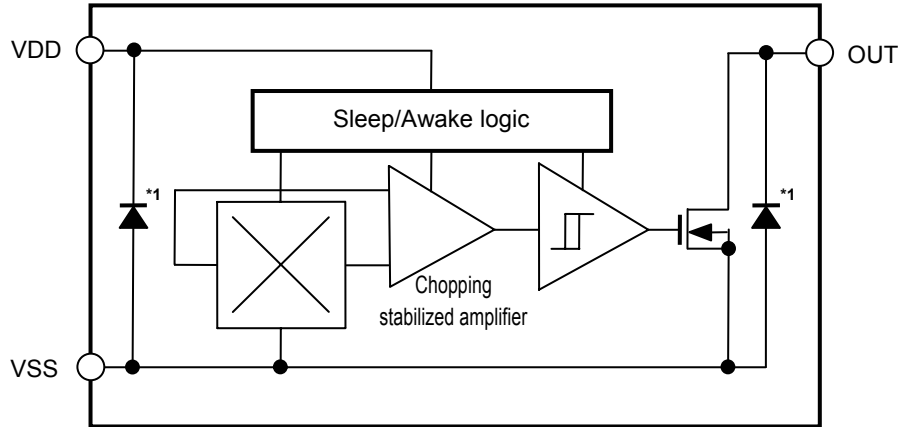 VDD
OUT
Sleep/Awake logic
*1
*1
Chopping
stabilized amplifier
VSS